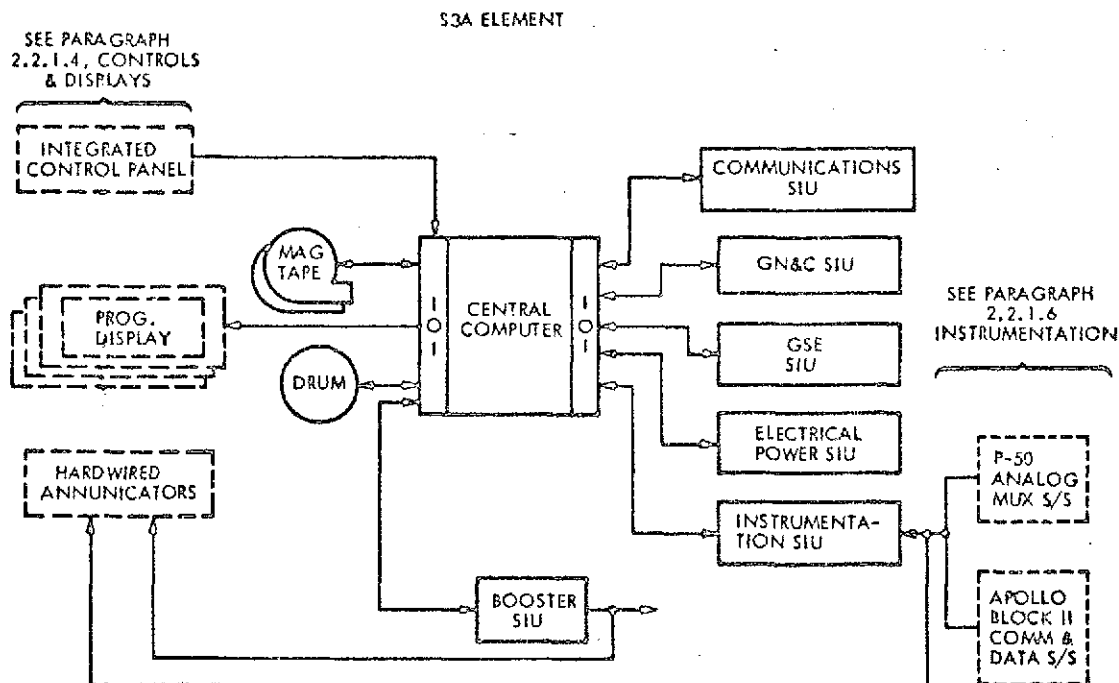 S3A ELEMENT
SEE PARAGRAPH
2.2.1.4, CONTROLS
& DISPLAYS
INTEGRATED
CONTROL PANEL
MAG
TAPE
PROG.
DISPLAY
DRUM
HARDWIRED
ANNUNICATORS
I
O
I
CENTRAL
COMPUTER
I
O
I
BOOSTER
SIU
COMMUNICATIONS
SIU
GN&C SIU
GSE
SIU
ELECTRICAL
POWER SIU
INSTRUMENTA-
TION SIU
SEE PARAGRAPH
2.2.1.6
INSTRUMENTATION
P-50
ANALOG
MUX S/S
APOLLO
BLOCK II
COMM &
DATA S/S